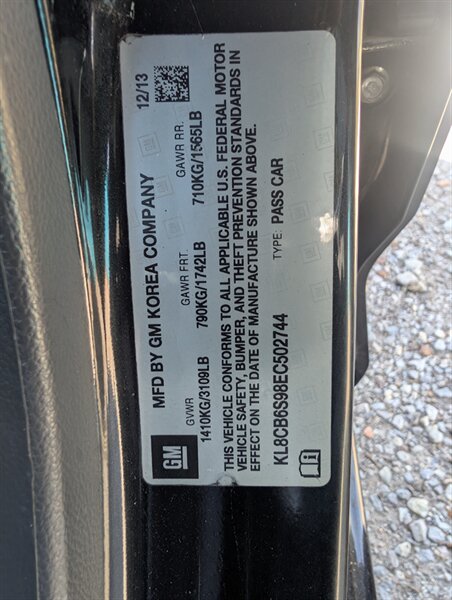 GM
MFD BY GM KOREA COMPANY
12/13
GVWR
GAWR FRT.
GAWR RR.
1410KG/3109LB
790KG/1742LB
710KG/1565LB
THIS VEHICLE CONFORMS TO ALL APPLICABLE U.S. FEDERAL MOTOR
VEHICLE SAFETY, BUMPER, AND THEFT PREVENTION STANDARDS IN
EFFECT ON THE DATE OF MANUFACTURE SHOWN ABOVE.
KL8CB6S98EC502744
TYPE: PASS CAR